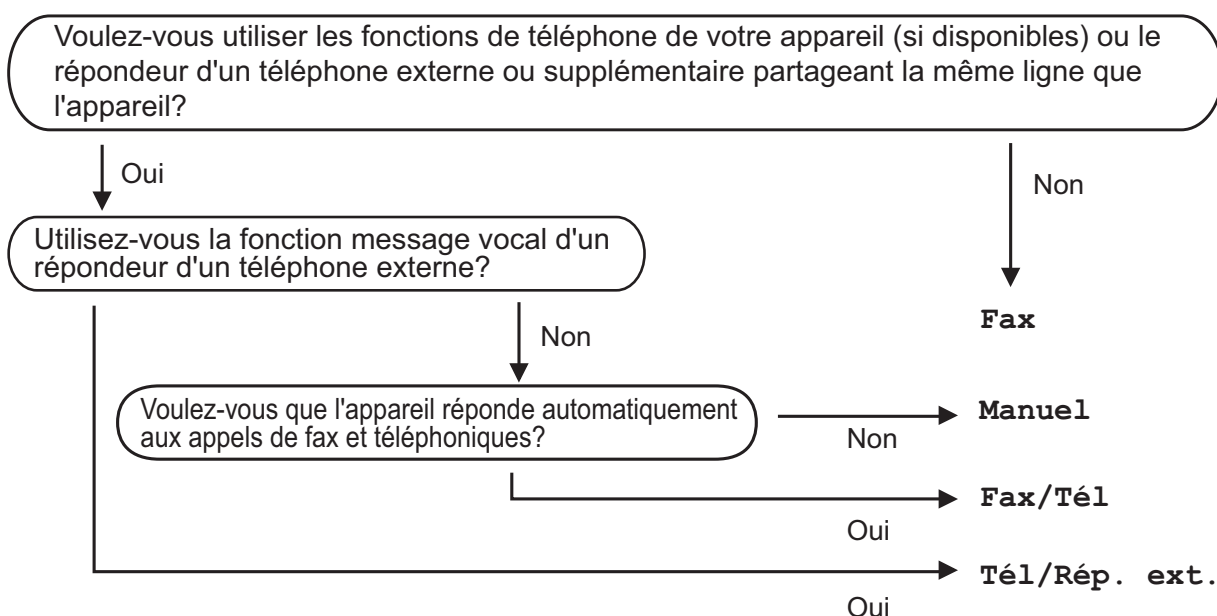 Voulez-vous utiliser les fonctions de téléphone de votre appareil (si disponibles) ou le
répondeur d'un téléphone externe ou supplémentaire partageant la même ligne que
l'appareil?
Oui
Non
Utilisez-vous la fonction message vocal d'un
répondeur d'un téléphone externe?
Fax
Non
Voulez-vous que l'appareil réponde automatiquement
aux appels de fax et téléphoniques?
Manuel
Non
Fax/Tél
Oui
Tél/Rép. ext.
Oui